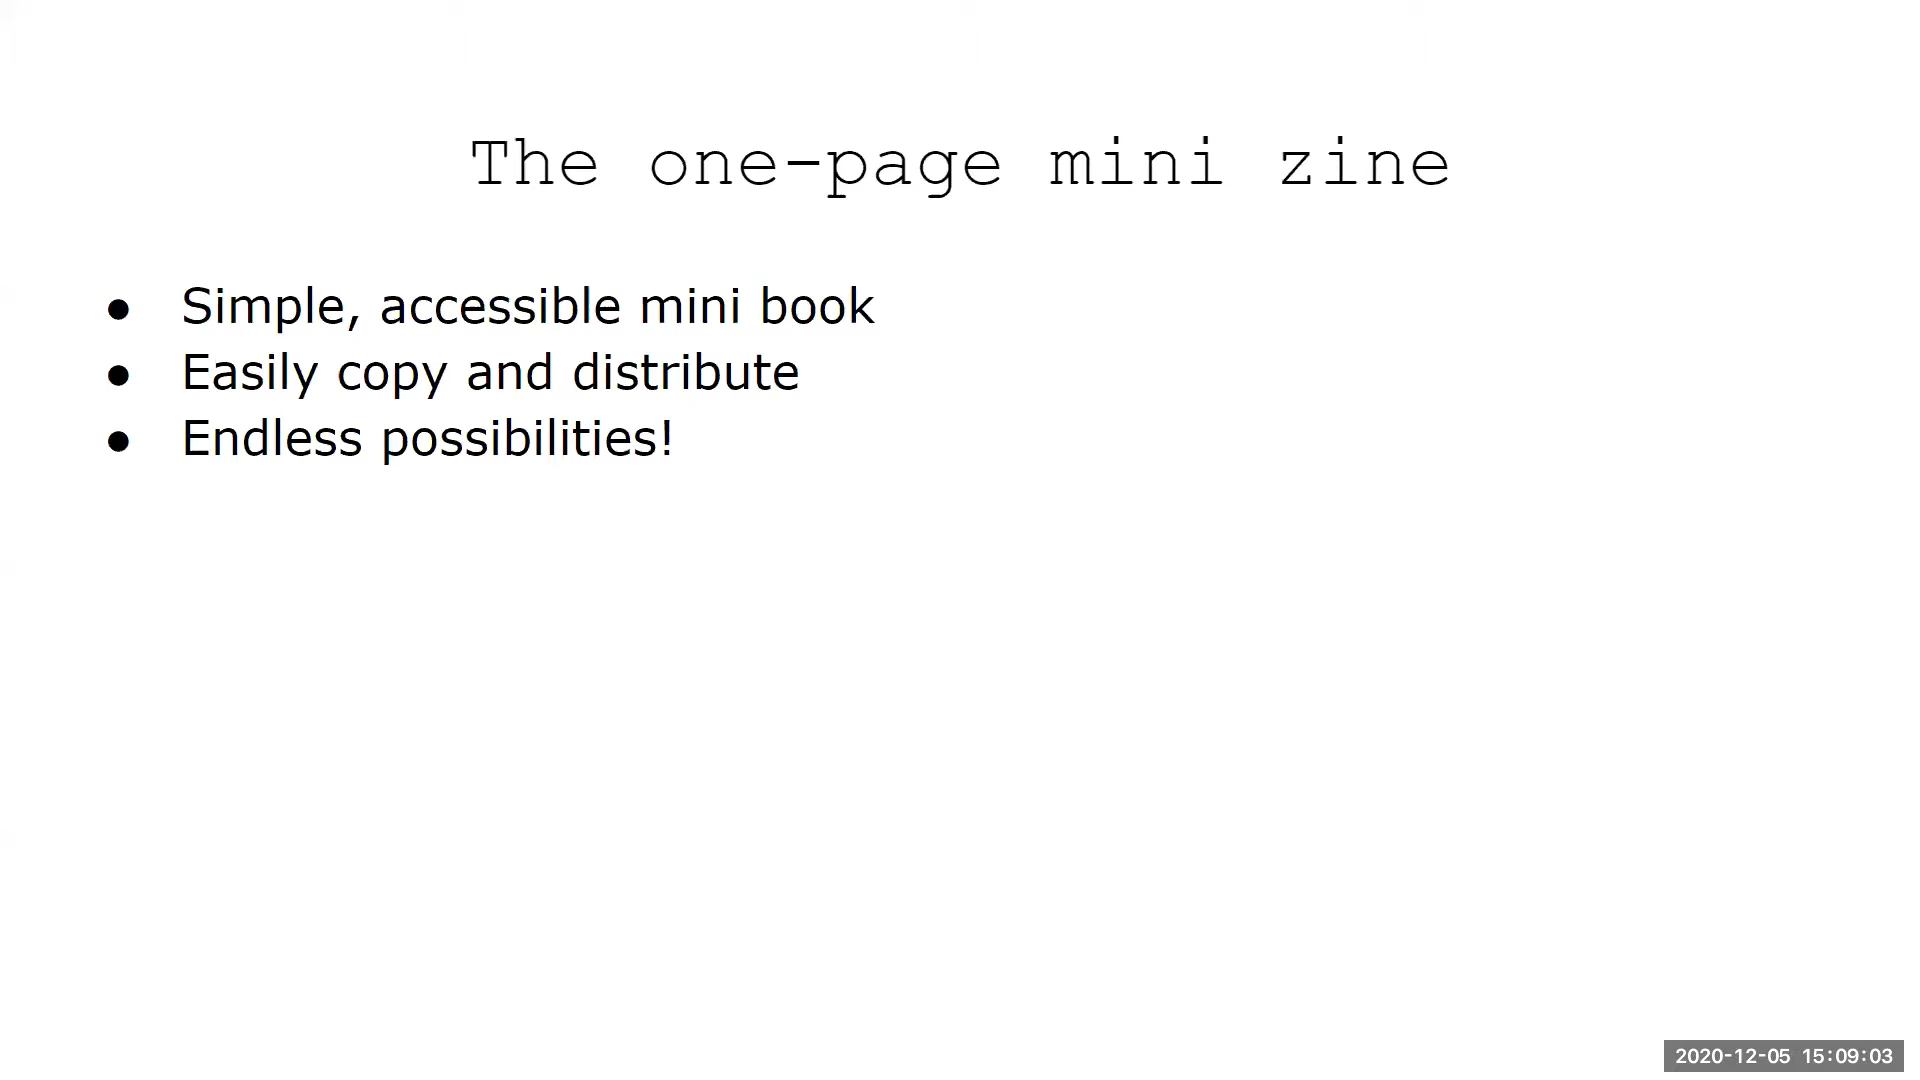 The one-page mini zine
● Simple, accessible mini book
● Easily copy and distribute
● Endless possibilities!
2020-12-05 15:09:03